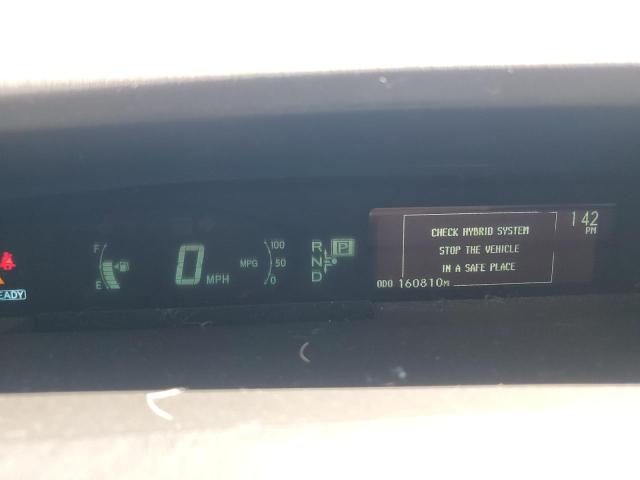 F
E
0 MPH
MPG
100
50
0
R
N
D
P
CHECK HYBRID SYSTEM
STOP THE VEHICLE
IN A SAFE PLACE
ODO 160810MI
1 42
PM
EADY